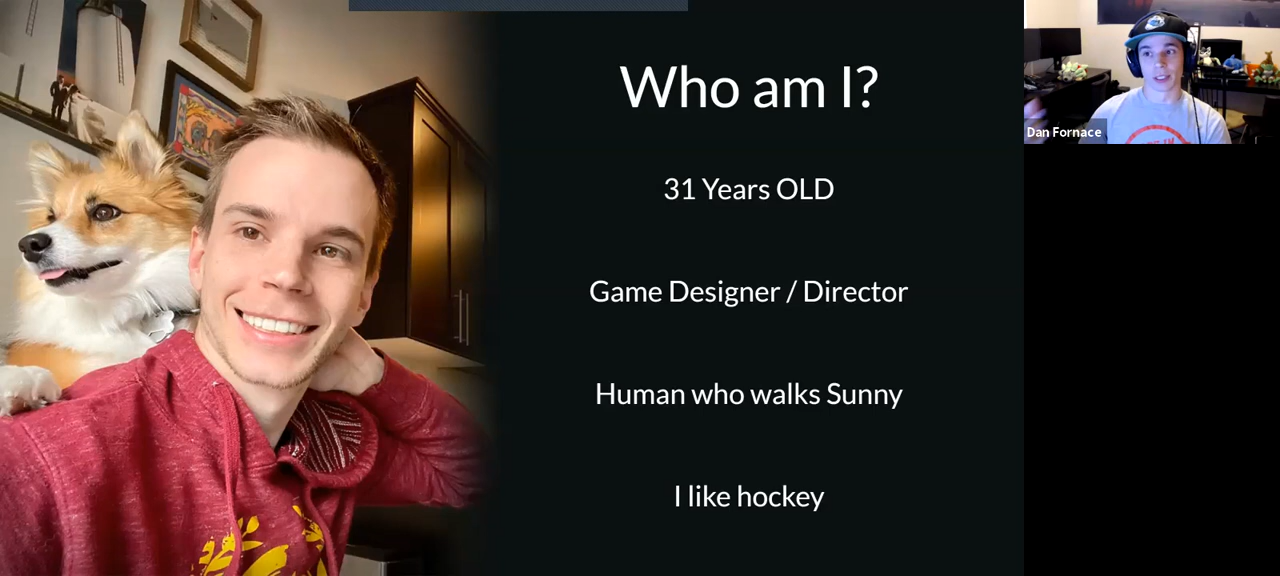 Who am I?
Dan Fornace
31 Years OLD
Game Designer / Director
Human who walks Sunny
I like hockey